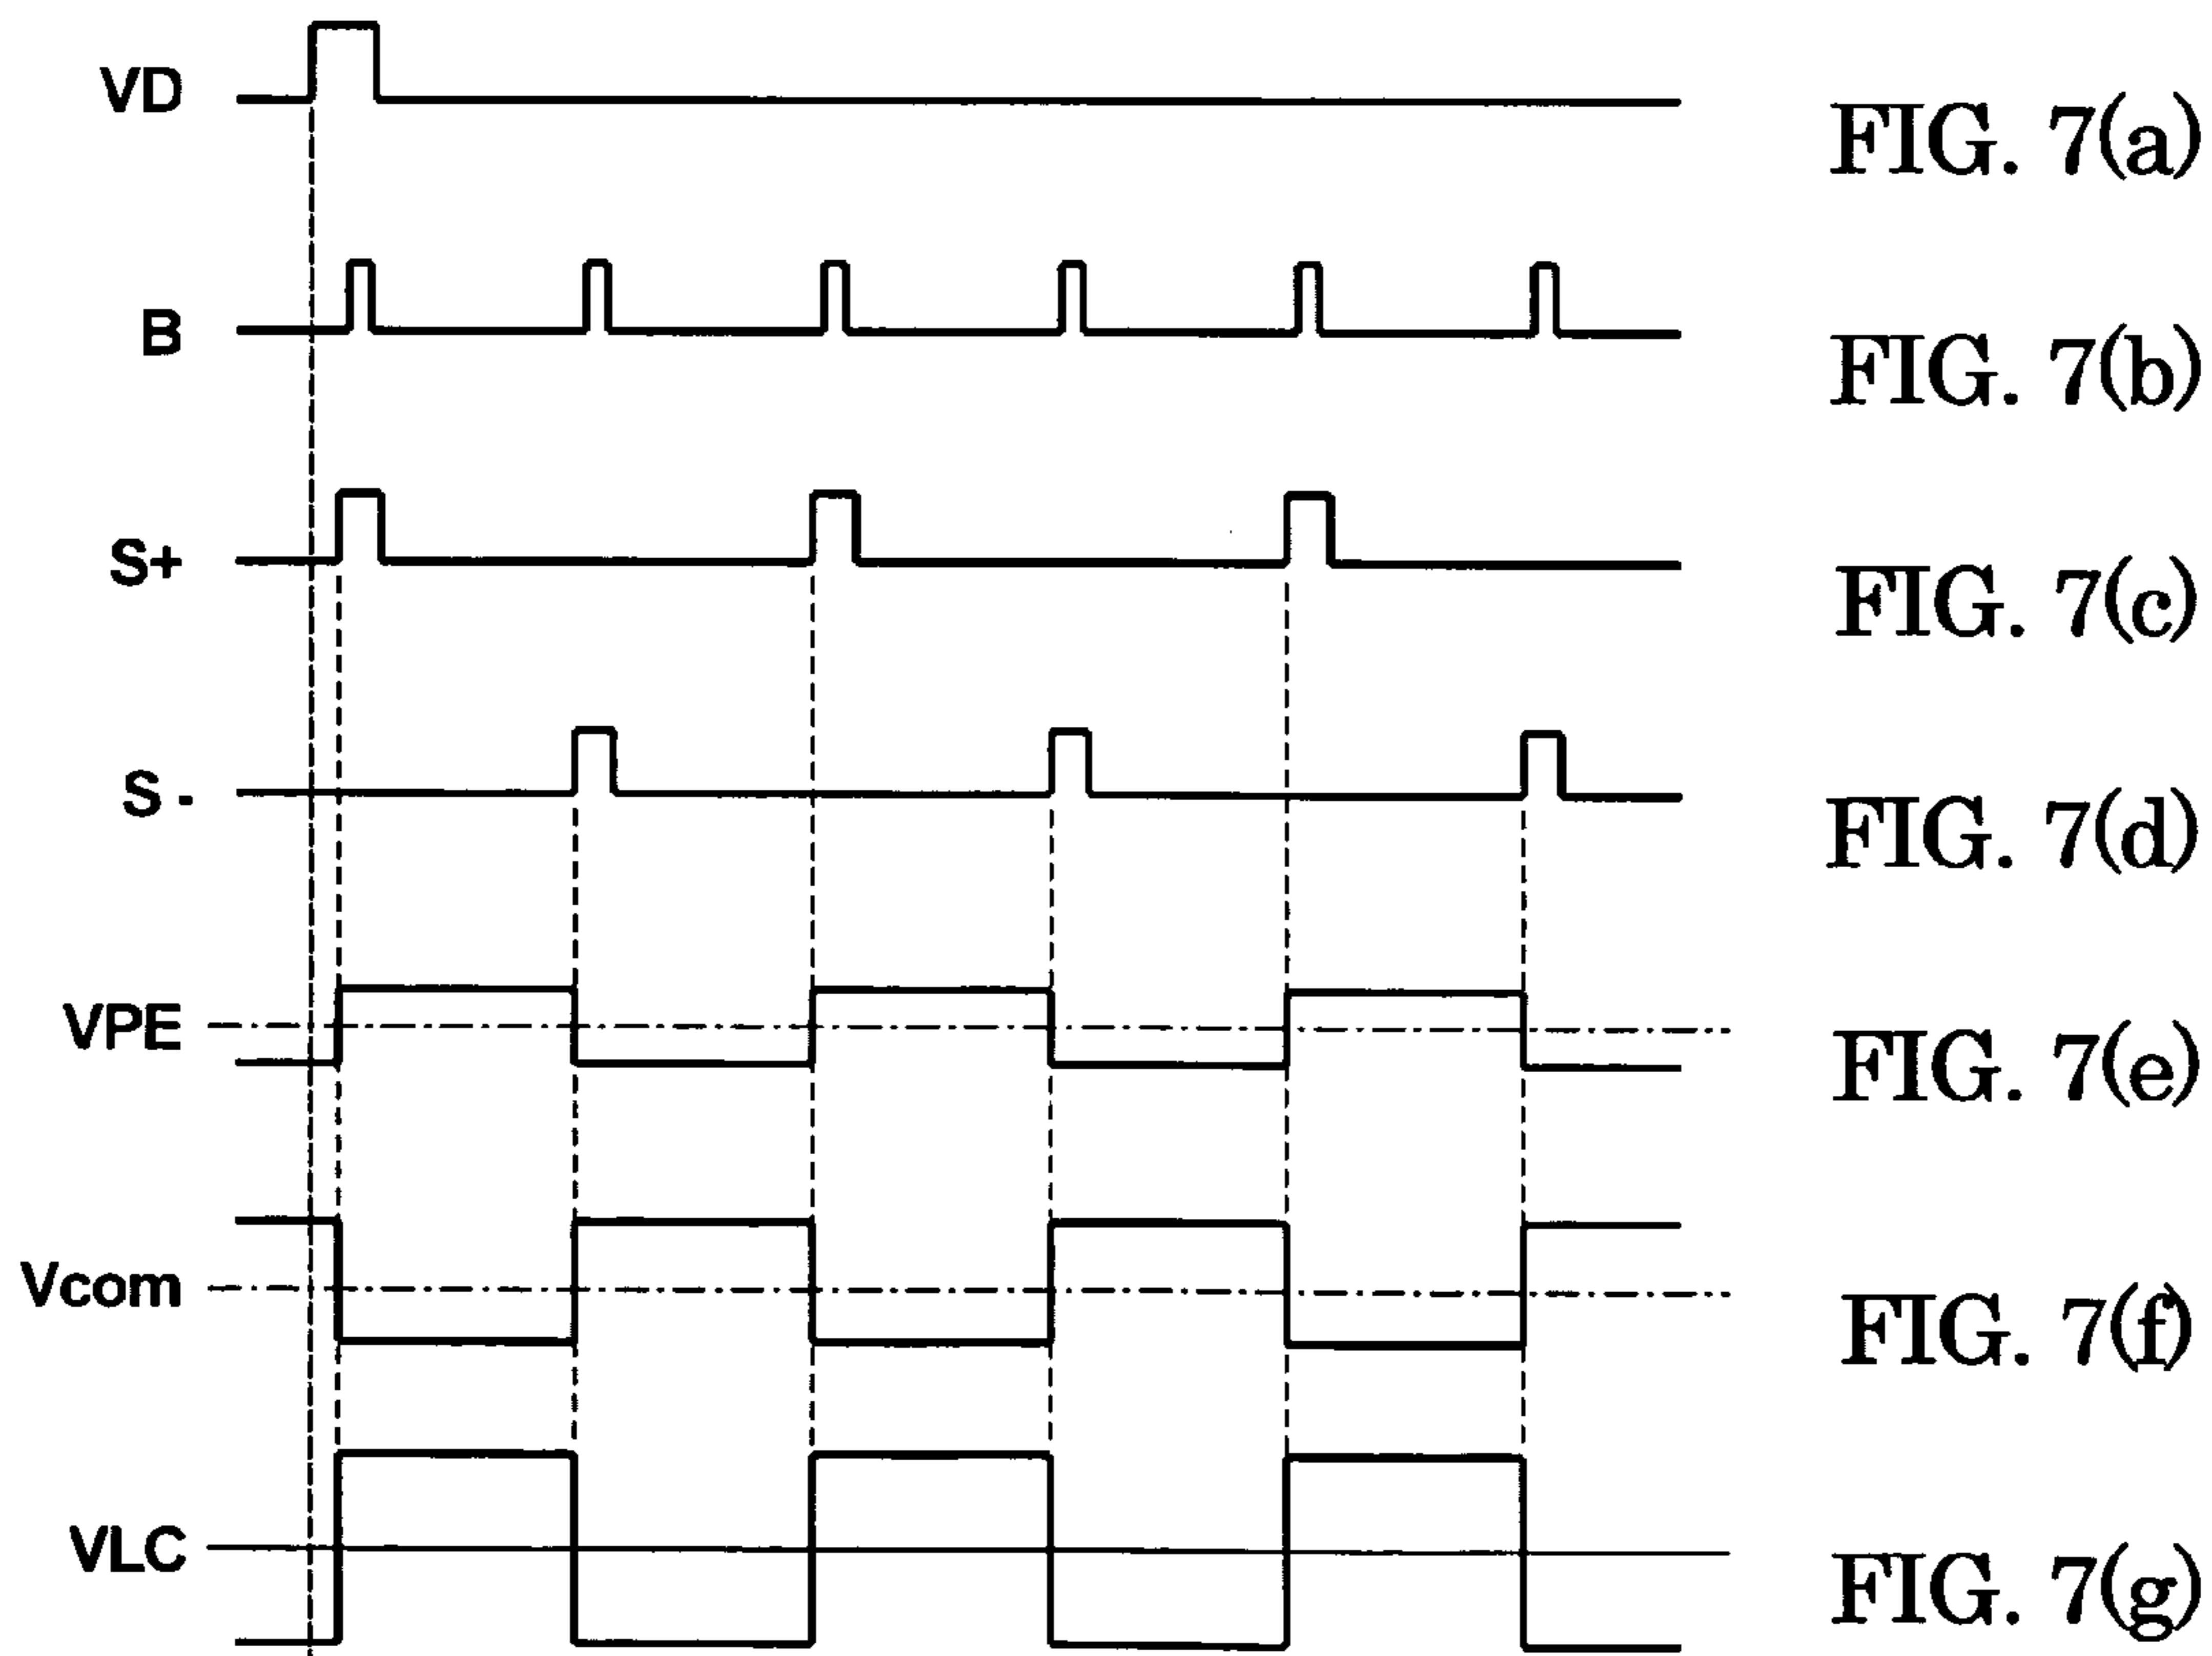 VD FIG. 7(a)
B FIG. 7(b)
S+ FIG. 7(c)
S - FIG. 7(d)
VPE FIG. 7(e)
Vcom FIG. 7(f)
VLC FIG. 7(g)